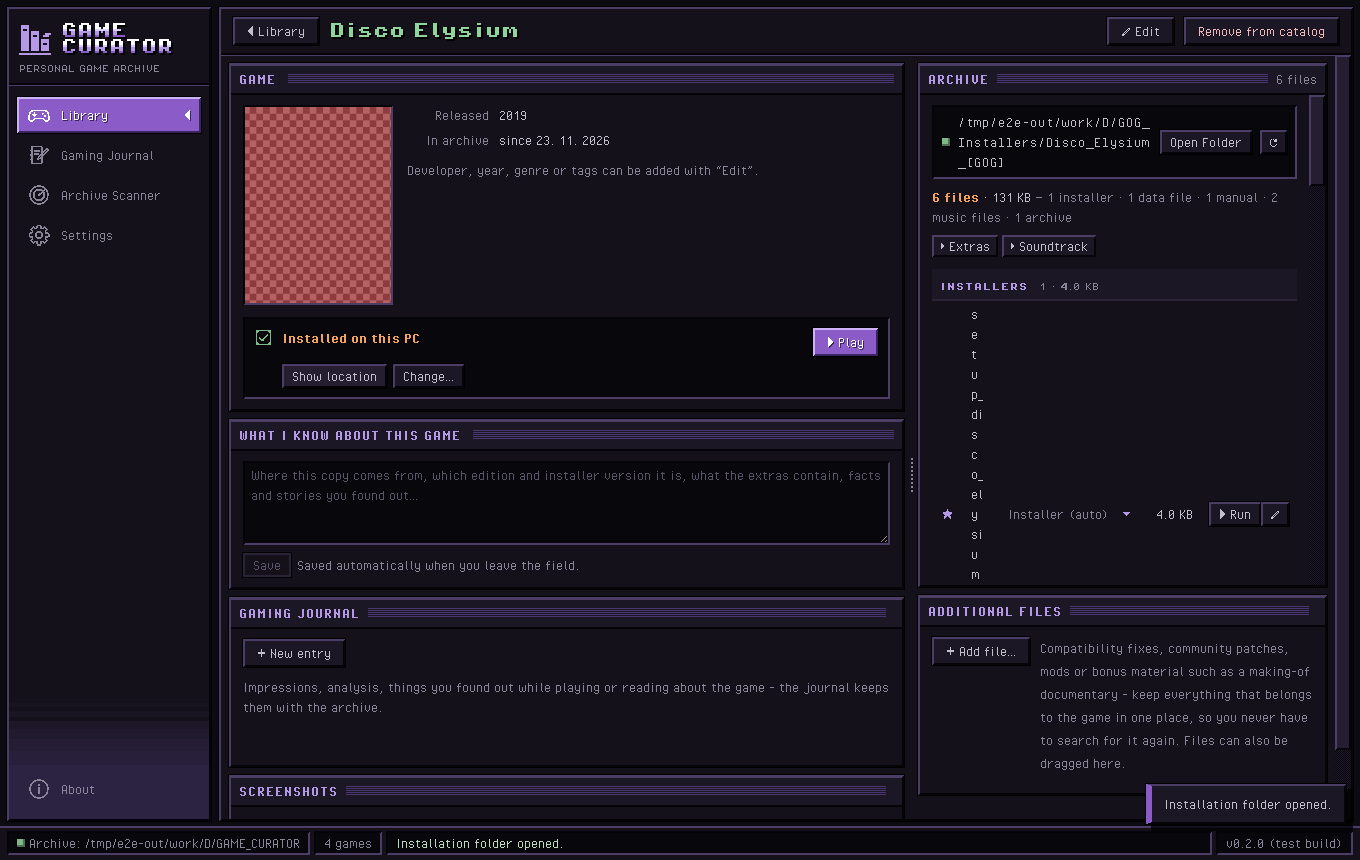 GAME
CURATOR
PERSONAL GAME ARCHIVE
Library
Gaming Journal
Archive Scanner
Settings
About
Library
Disco Elysium
Edit
Remove from catalog
GAME
Released 2019
In archive since 23. 11. 2026
Developer, year, genre or tags can be added with “Edit”.
Installed on this PC
Play
Show location
Change…
WHAT I KNOW ABOUT THIS GAME
Where this copy comes from, which edition and installer version it is, what the extras contain, facts
and stories you found out…
Save
Saved automatically when you leave the field.
GAMING JOURNAL
+ New entry
Impressions, analysis, things you found out while playing or reading about the game – the journal keeps
them with the archive.
SCREENSHOTS
ARCHIVE
6 files
/tmp/e2e-out/work/D/GOG_
Installers/Disco_Elysium
_[GOG]
Open Folder
6 files · 131 KB – 1 installer · 1 data file · 1 manual · 2
music files · 1 archive
Extras
Soundtrack
INSTALLERS 1 · 4.0 KB
s
e
t
u
p_
di
s
c
o_
el
y
si
u
m
Installer (auto)
4.0 KB
Run
ADDITIONAL FILES
+ Add file…
Compatibility fixes, community patches,
mods or bonus material such as a making-of
documentary – keep everything that belongs
to the game in one place, so you never have
to search for it again. Files can also be
dragged here.
Installation folder opened.
Archive: /tmp/e2e-out/work/D/GAME_CURATOR
4 games
Installation folder opened.
v0.2.0 (test build)